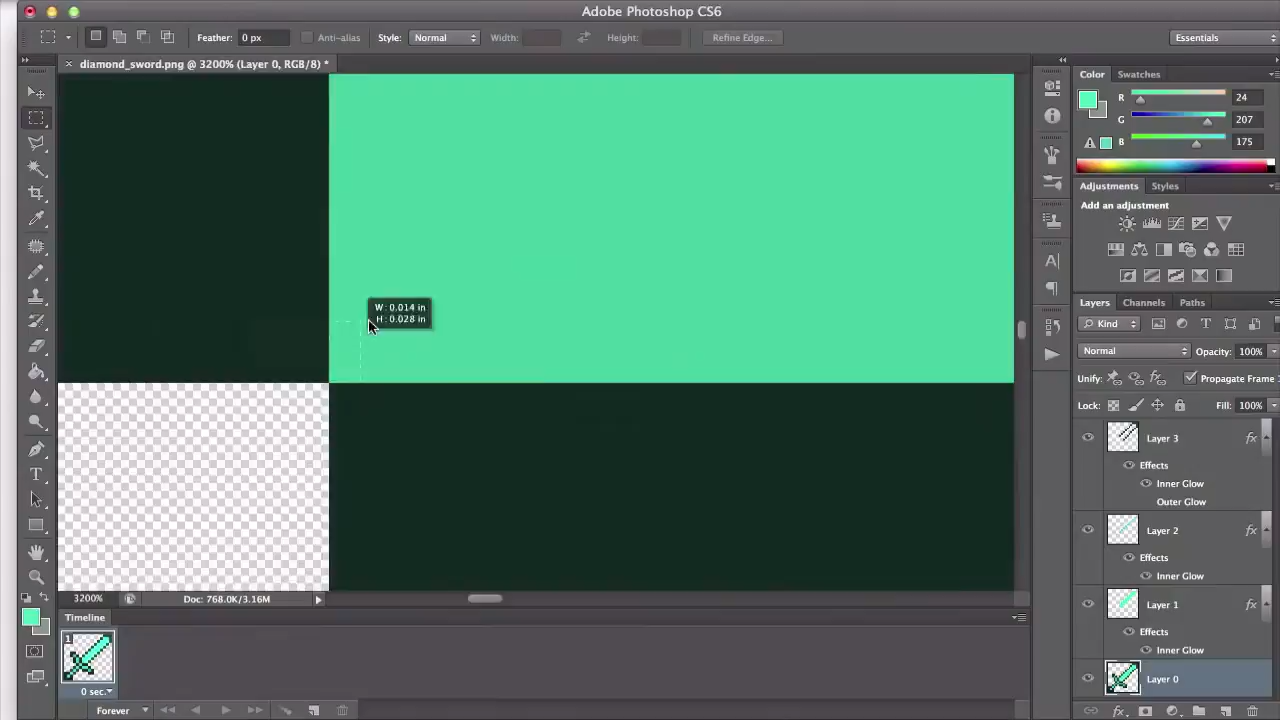 Adobe Photoshop CS6
Feather: 0 px Anti-alias Style: Normal Width: Height: Refine Edge... Essentials
diamond_sword.png @ 3200% (Layer 0, RGB/8) *
Color Swatches
R 24
G 207
B 175
Adjustments Styles
Add an adjustment
W: 0.014 in
H: 0.028 in
Layers Channels Paths
Kind
Normal Opacity: 100%
Unify: Propagate Frame
Lock: Fill: 100%
Layer 3 fx
Effects
Inner Glow
Outer Glow
Layer 2 fx
Effects
Inner Glow
Layer 1 fx
Effects
Inner Glow
Layer 0
3200% Doc: 768.0K/3.16M
Timeline
1
0 sec.
Forever